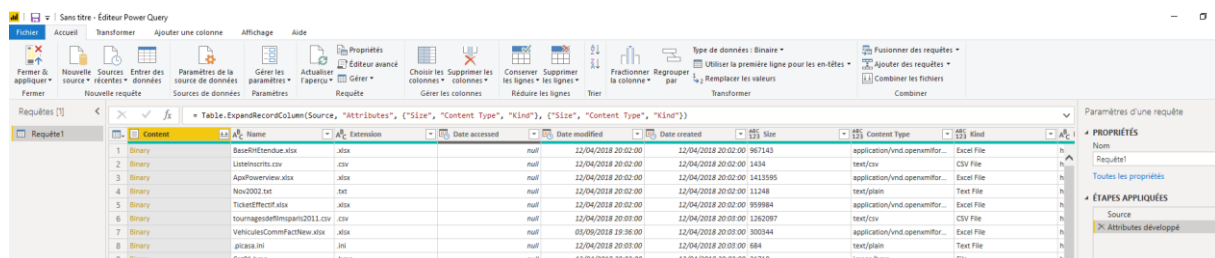 Sans titre - Éditeur Power Query
Fichier Accueil Transformer Ajouter une colonne Affichage Aide
Fermer & appliquer
Nouvelle source
Sources récentes
Entrer des données
Paramètres de la source de données
Gérer les paramètres
Actualiser l'aperçu
Propriétés
Éditeur avancé
Gérer
Choisir les colonnes
Supprimer les colonnes
Conserver les lignes
Supprimer les lignes
Fractionner la colonne
Regrouper par
Type de données : Binaire
Utiliser la première ligne pour les en-têtes
Remplacer les valeurs
Fusionner des requêtes
Ajouter des requêtes
Combiner les fichiers
Fermer Nouvelle requête Sources de données Paramètres Requête Gérer les colonnes Réduire les lignes Trier Transformer Combiner
Requêtes [1]
fx = Table.ExpandRecordColumn(Source, "Attributes", {"Size", "Content Type", "Kind"}, {"Size", "Content Type", "Kind"})
Requête1
Content Name Extension Date accessed Date modified Date created Size Content Type Kind
1 Binary BaseRHEtendue.xlsx .xlsx null 12/04/2018 20:02:00 12/04/2018 20:02:00 967143 application/vnd.openxmlfor... Excel File
2 Binary ListeInscrits.csv .csv null 12/04/2018 20:02:00 12/04/2018 20:02:00 1434 text/csv CSV File
3 Binary ApxPowerview.xlsx .xlsx null 12/04/2018 20:02:00 12/04/2018 20:02:00 1413595 application/vnd.openxmlfor... Excel File
4 Binary Nov2002.txt .txt null 12/04/2018 20:02:00 12/04/2018 20:02:00 11248 text/plain Text File
5 Binary TicketEffectif.xlsx .xlsx null 12/04/2018 20:02:00 12/04/2018 20:02:00 959984 application/vnd.openxmlfor... Excel File
6 Binary tournagesdefilmsparis2011.csv .csv null 12/04/2018 20:03:00 12/04/2018 20:03:00 1262097 text/csv CSV File
7 Binary VehiculesCommFactNew.xlsx .xlsx null 03/09/2018 19:36:00 12/04/2018 20:03:00 300344 application/vnd.openxmlfor... Excel File
8 Binary .picasa.ini .ini null 12/04/2018 20:03:00 12/04/2018 20:03:00 684 text/plain Text File
Paramètres d'une requête
PROPRIÉTÉS
Nom
Requête1
Toutes les propriétés
ÉTAPES APPLIQUÉES
Source
Attributes développé